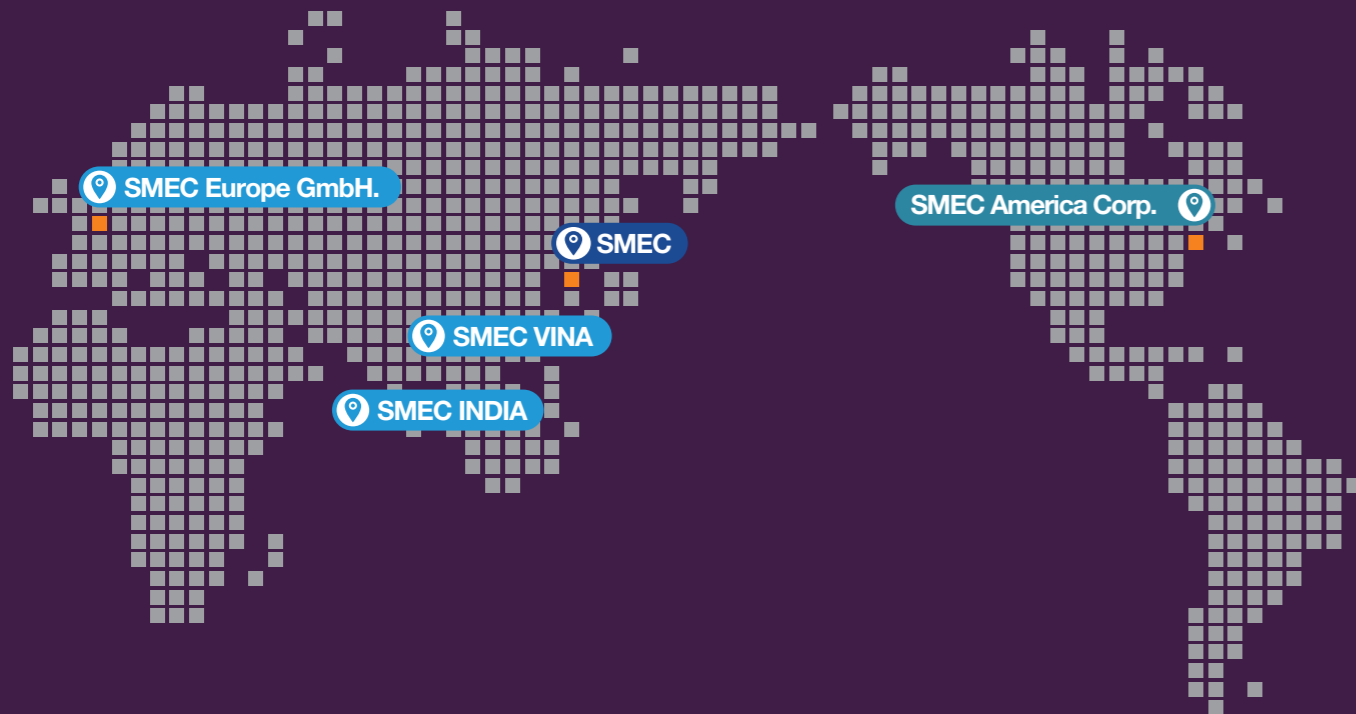 SMEC Europe GmbH.
SMEC America Corp.
SMEC
SMEC VINA
SMEC INDIA